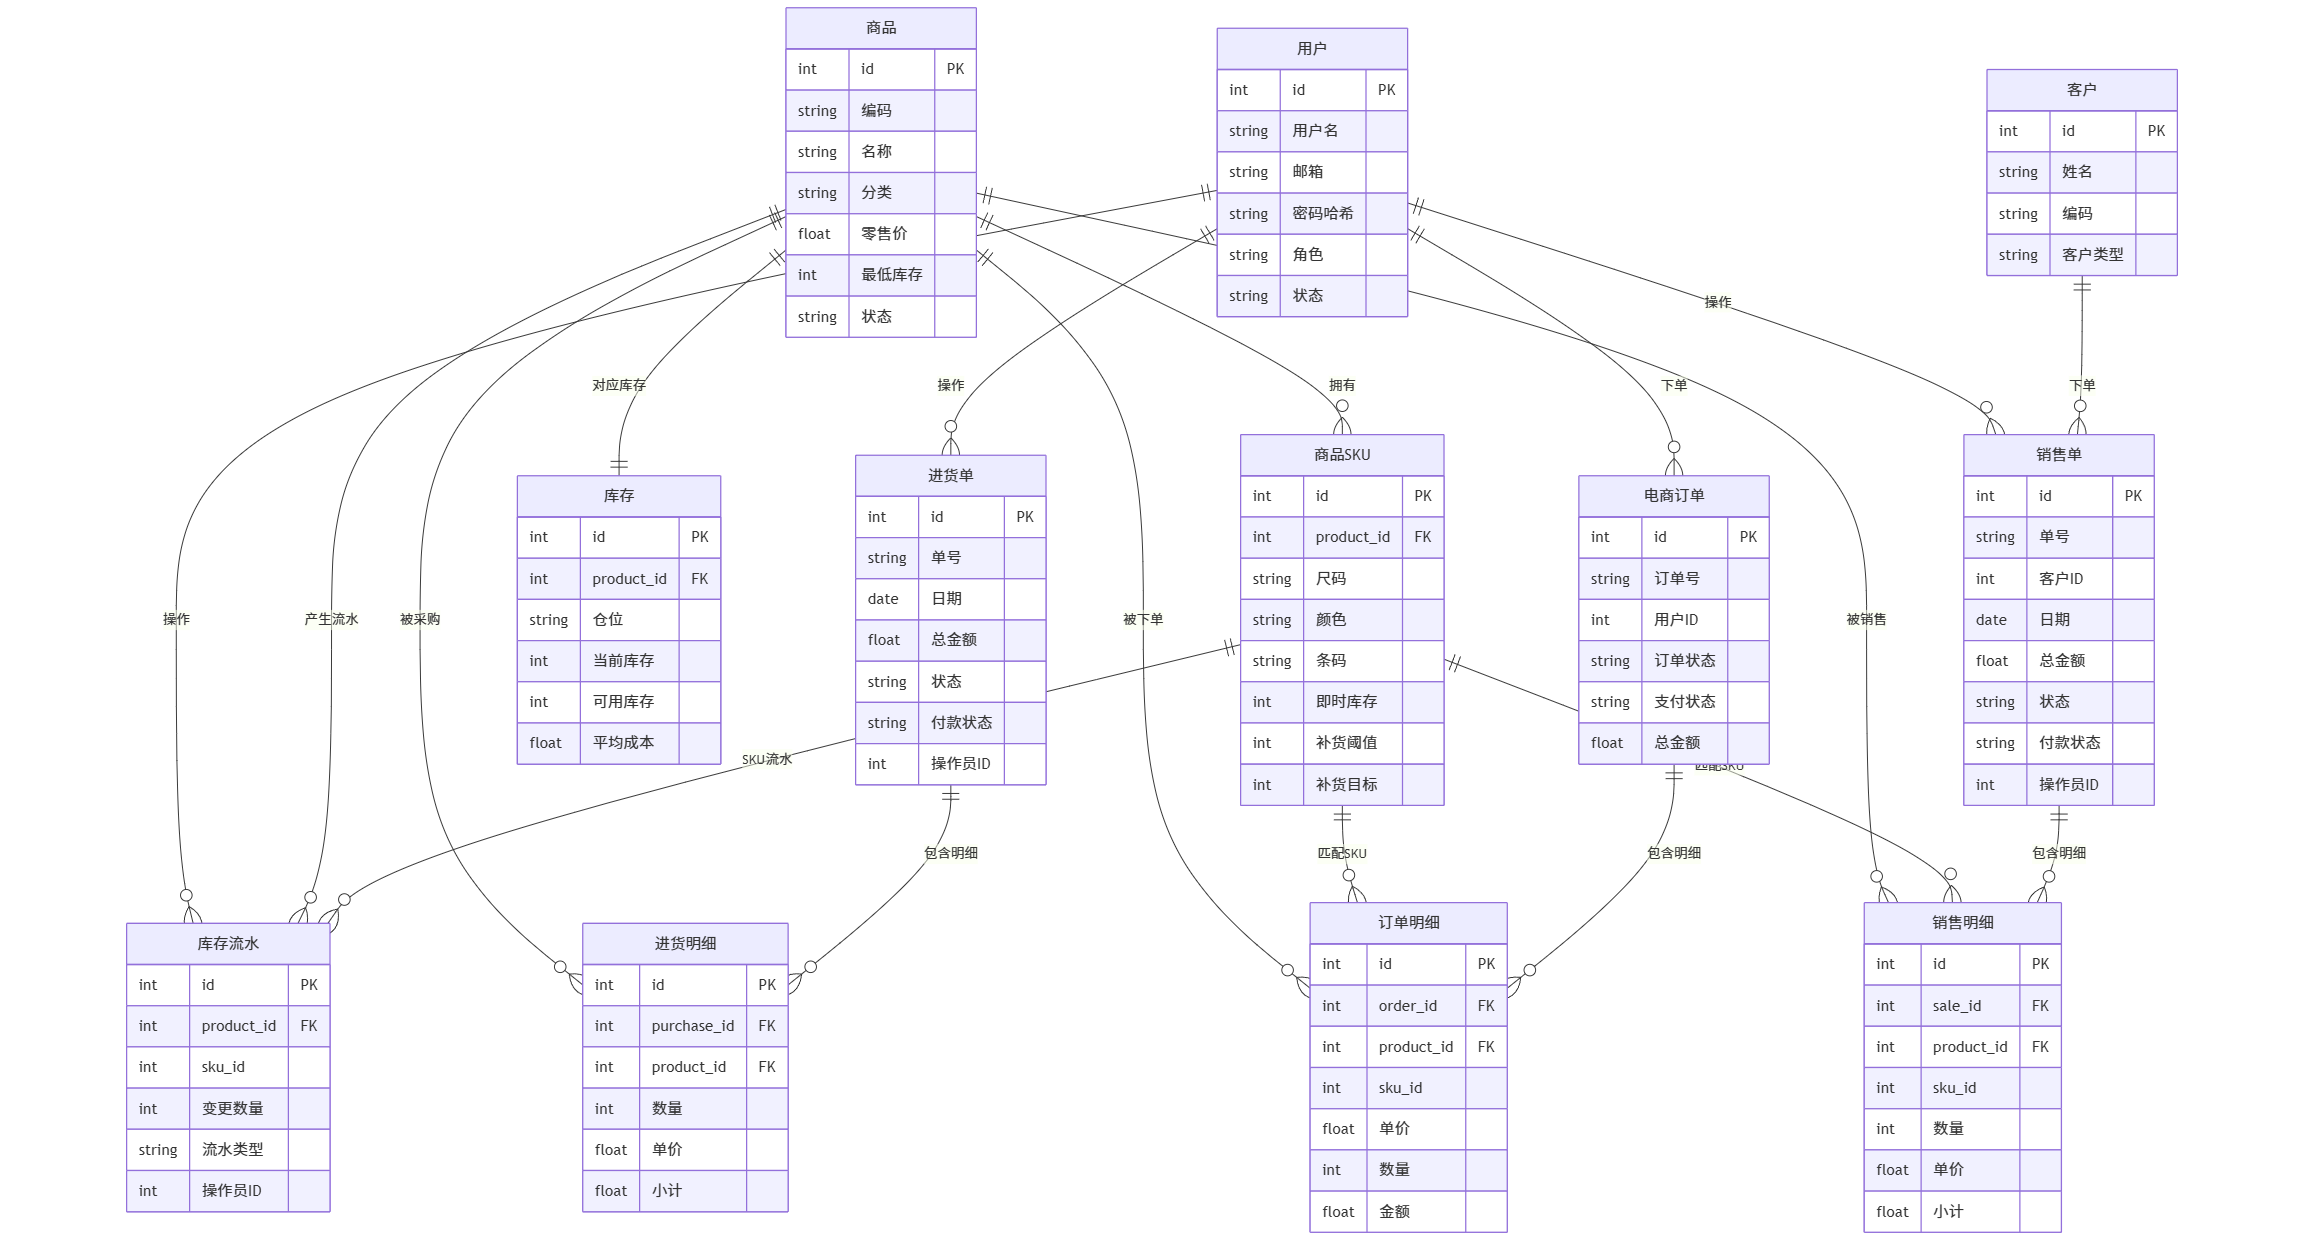 商品
int id PK
string 编码
string 名称
string 分类
float 零售价
int 最低库存
string 状态
用户
int id PK
string 用户名
string 邮箱
string 密码哈希
string 角色
string 状态
客户
int id PK
string 姓名
string 编码
string 客户类型
操作
对应库存
操作
拥有
下单
下单
库存
int id PK
int product_id FK
string 仓位
int 当前库存
int 可用库存
float 平均成本
进货单
int id PK
string 单号
date 日期
float 总金额
string 状态
string 付款状态
int 操作员ID
商品SKU
int id PK
int product_id FK
string 尺码
string 颜色
string 条码
int 即时库存
int 补货阈值
int 补货目标
电商订单
int id PK
string 订单号
int 用户ID
string 订单状态
string 支付状态
float 总金额
销售单
int id PK
string 单号
int 客户ID
date 日期
float 总金额
string 状态
string 付款状态
int 操作员ID
操作
产生流水
被采购
被下单
被销售
SKU流水
匹配SKU
包含明细
匹配SKU
包含明细
包含明细
库存流水
int id PK
int product_id FK
int sku_id
int 变更数量
string 流水类型
int 操作员ID
进货明细
int id PK
int purchase_id FK
int product_id FK
int 数量
float 单价
float 小计
订单明细
int id PK
int order_id FK
int product_id FK
int sku_id
float 单价
int 数量
float 金额
销售明细
int id PK
int sale_id FK
int product_id FK
int sku_id
int 数量
float 单价
float 小计